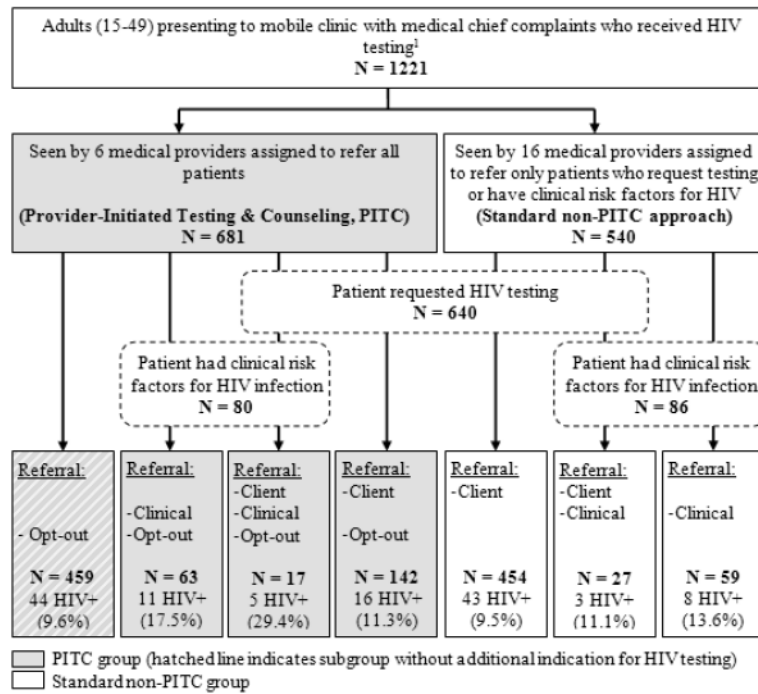 Adults (15-49) presenting to mobile clinic with medical chief complaints who received HIV
testing1
N = 1221
Seen by 6 medical providers assigned to refer all
patients
(Provider-Initiated Testing & Counseling, PITC)
N = 681
Seen by 16 medical providers assigned
to refer only patients who request testing
or have clinical risk factors for HIV
(Standard non-PITC approach)
N = 540
Patient requested HIV testing
N = 640
Patient had clinical risk
factors for HIV infection
N = 80
Patient had clinical risk
factors for HIV infection
N = 86
Referral:
- Opt-out
N = 459
44 HIV+
(9.6%)
Referral:
-Clinical
-Opt-out
N = 63
11 HIV+
(17.5%)
Referral:
-Client
-Clinical
-Opt-out
N = 17
5 HIV+
(29.4%)
Referral:
-Client
-Opt-out
N = 142
16 HIV+
(11.3%)
Referral:
-Client
N = 454
43 HIV+
(9.5%)
Referral:
-Client
-Clinical
N = 27
3 HIV+
(11.1%)
Referral:
-Clinical
N = 59
8 HIV+
(13.6%)
PITC group (hatched line indicates subgroup without additional indication for HIV testing)
Standard non-PITC group